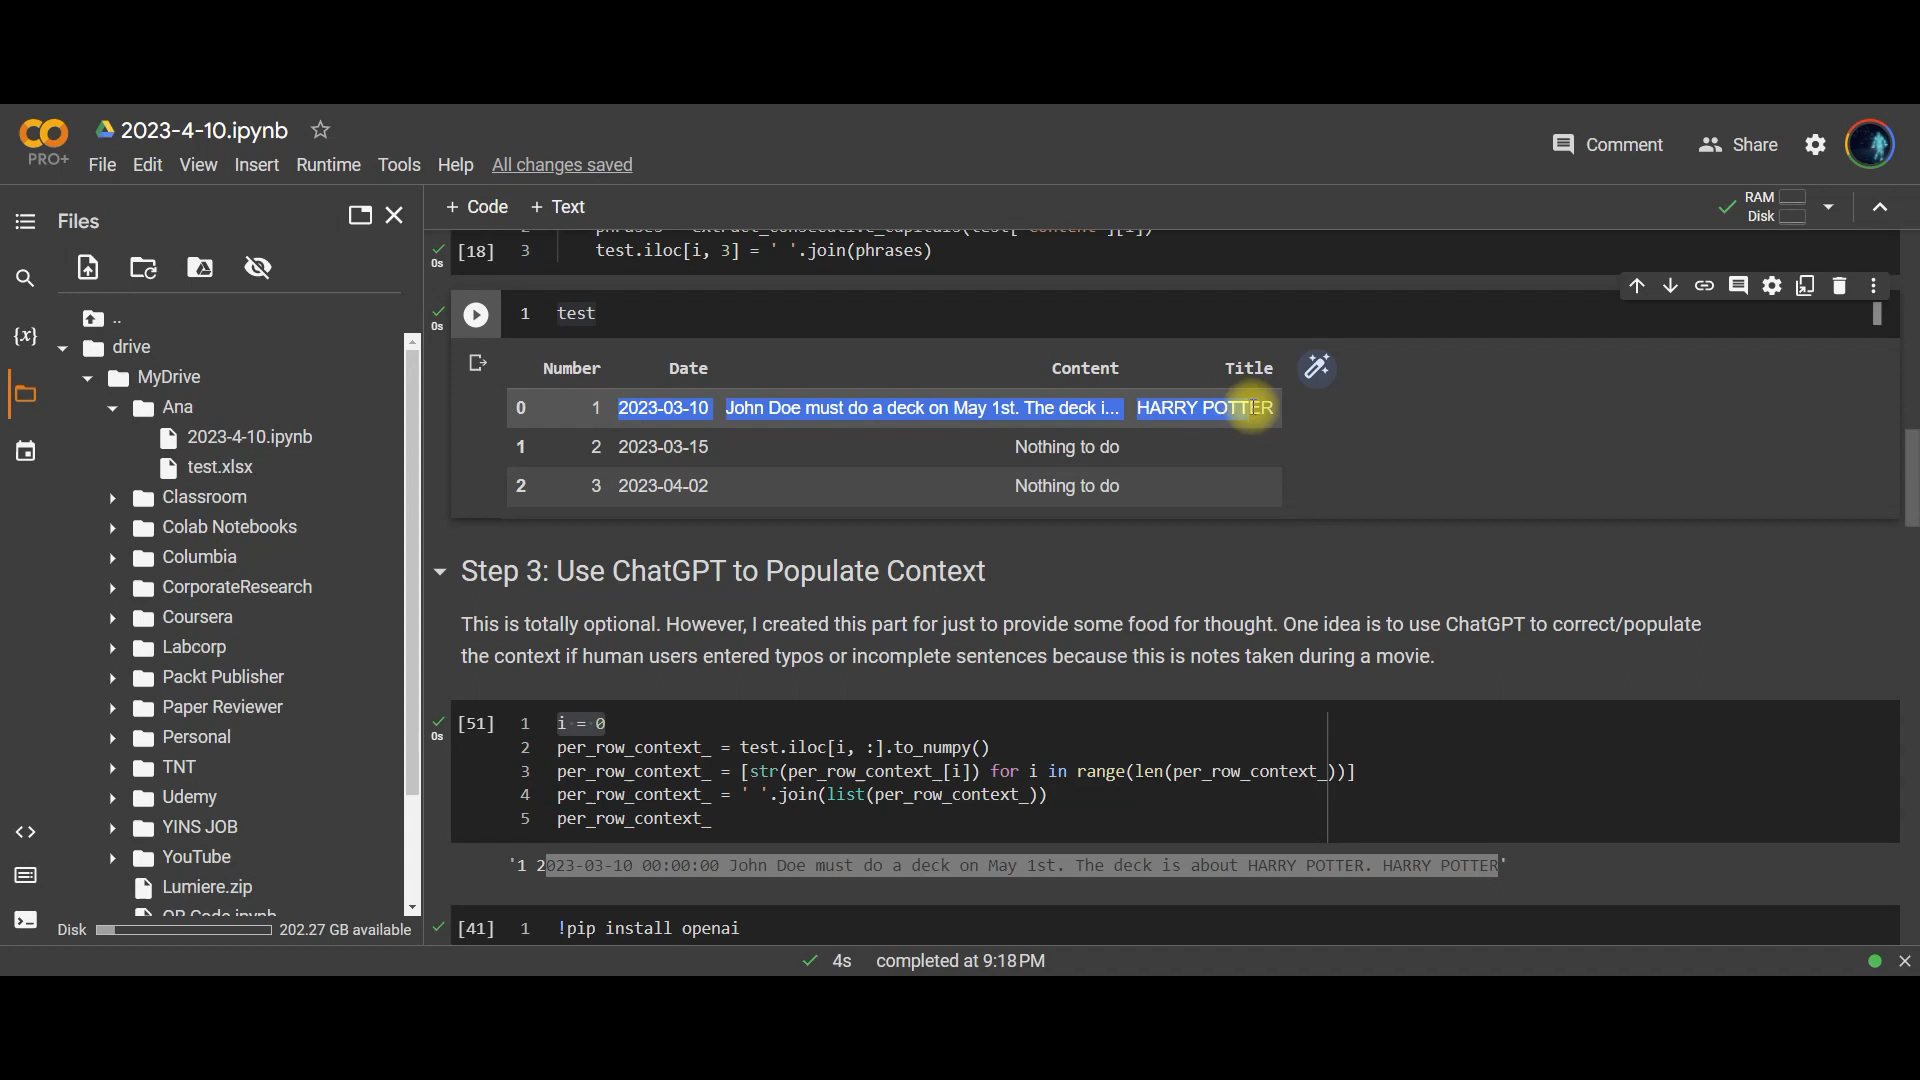 2023-4-10.ipynb
PRO+
File Edit View Insert Runtime Tools Help All changes saved
Comment Share
Files
+ Code + Text
RAM
Disk
[18] 3 test.iloc[i, 3] = ' '.join(phrases)
0s
1 test
0s
Number Date Content Title
0 1 2023-03-10 John Doe must do a deck on May 1st. The deck i... HARRY POTTER
1 2 2023-03-15 Nothing to do
2 3 2023-04-02 Nothing to do
Step 3: Use ChatGPT to Populate Context
This is totally optional. However, I created this part for just to provide some food for thought. One idea is to use ChatGPT to correct/populate
the context if human users entered typos or incomplete sentences because this is notes taken during a movie.
[51] 1 i = 0
0s
2 per_row_context_ = test.iloc[i, :].to_numpy()
3 per_row_context_ = [str(per_row_context_[i]) for i in range(len(per_row_context_))]
4 per_row_context_ = ' '.join(list(per_row_context_))
5 per_row_context_
'1 2023-03-10 00:00:00 John Doe must do a deck on May 1st. The deck is about HARRY POTTER. HARRY POTTER'
[41] 1 !pip install openai
{x}
..
drive
MyDrive
Ana
2023-4-10.ipynb
test.xlsx
Classroom
Colab Notebooks
Columbia
CorporateResearch
Coursera
Labcorp
Packt Publisher
Paper Reviewer
Personal
TNT
Udemy
YINS JOB
YouTube
Lumiere.zip
Disk 202.27 GB available
4s completed at 9:18 PM